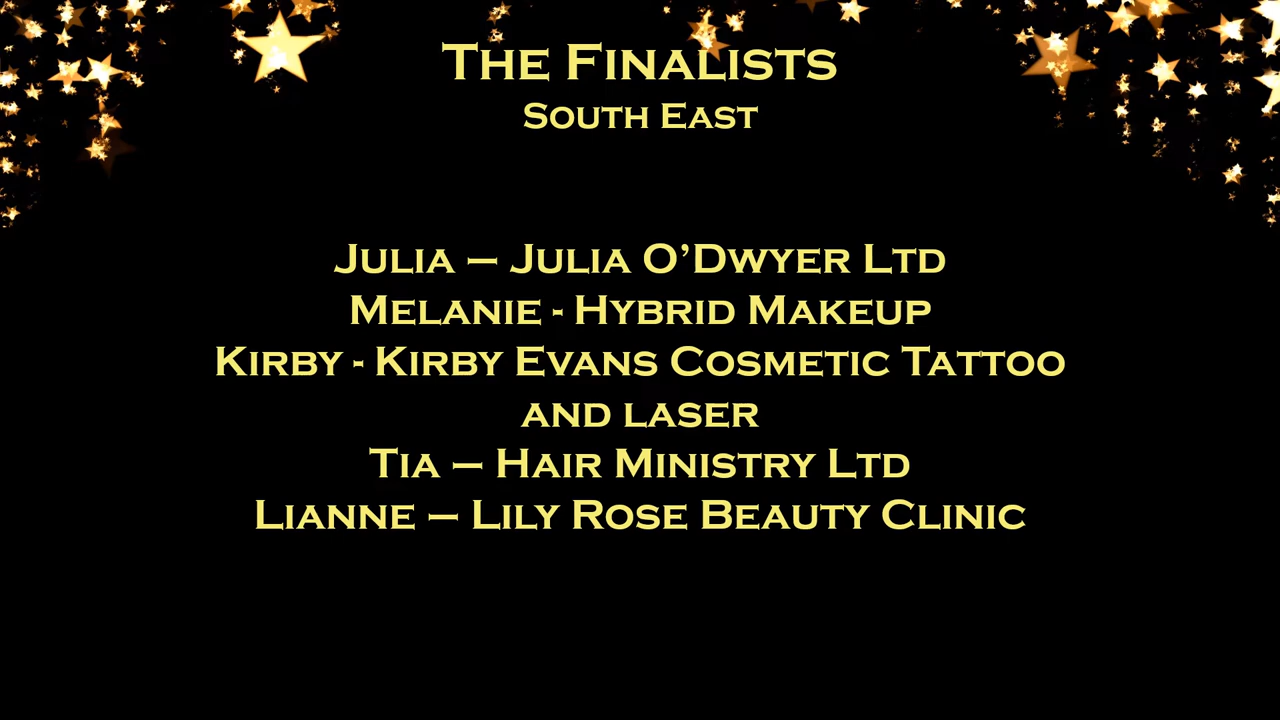 The Finalists
South East
Julia – Julia O’Dwyer Ltd
Melanie - Hybrid Makeup
Kirby - Kirby Evans Cosmetic Tattoo
and laser
Tia – Hair Ministry Ltd
Lianne – Lily Rose Beauty Clinic